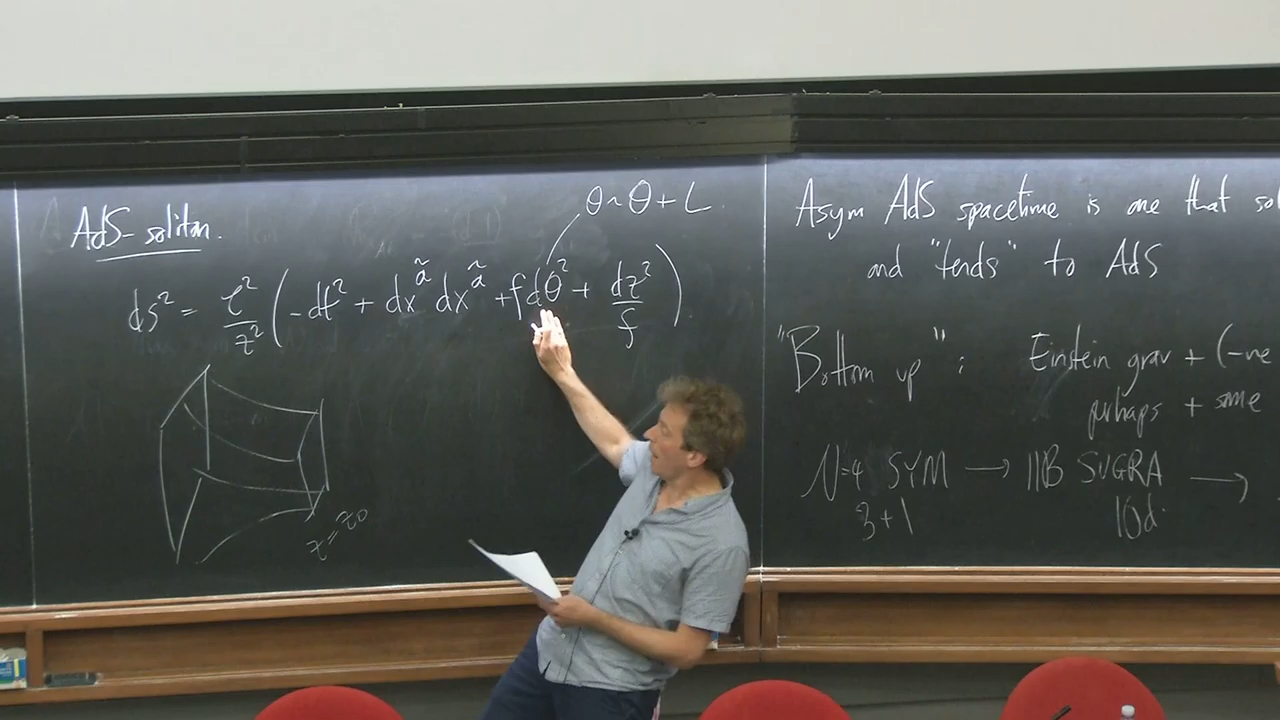 AdS-soliton.
θ ~ θ + L.
ds² = ℓ²/z² ( -dt² + dx^ã dx^ã + f dθ² + dz²/f )
z = z₀
Asym AdS spacetime is one that
and "tends" to AdS
"Bottom up" : Einstein grav + (-ve
perhaps + some
N=4 SYM → IIB SUGRA →
3+1 10d.